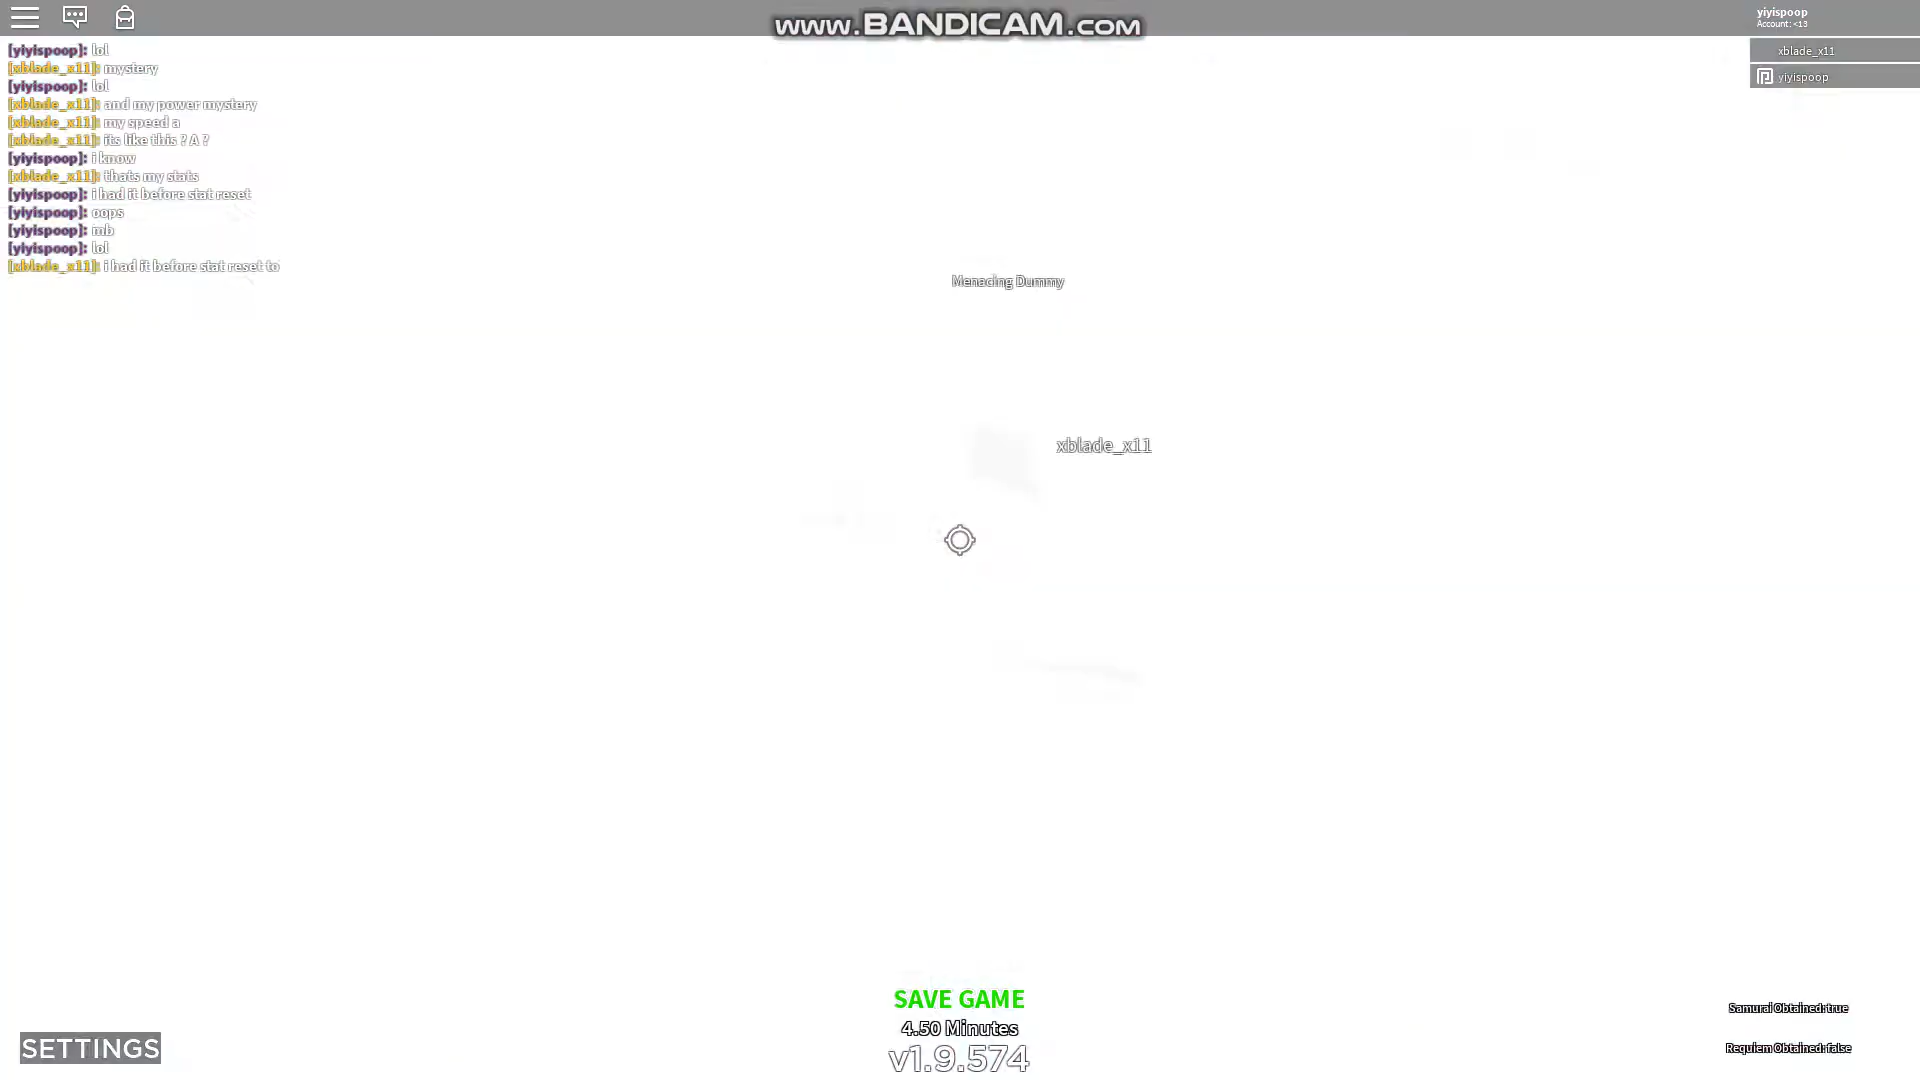 www.BANDICAM.com
yiyispoop
Account: <13
xblade_x11
yiyispoop
[yiyispoop]: lol
[xblade_x11]: mystery
[yiyispoop]: lol
[xblade_x11]: and my power mystery
[xblade_x11]: my speed a
[xblade_x11]: its like this ? A ?
[yiyispoop]: i know
[xblade_x11]: thats my stats
[yiyispoop]: i had it before stat reset
[yiyispoop]: oops
[yiyispoop]: mb
[yiyispoop]: lol
[xblade_x11]: i had it before stat reset to
Menacing Dummy
xblade_x11
SAVE GAME
4.50 Minutes
v1.9.574
SETTINGS
Samurai Obtained: true
Requiem Obtained: false